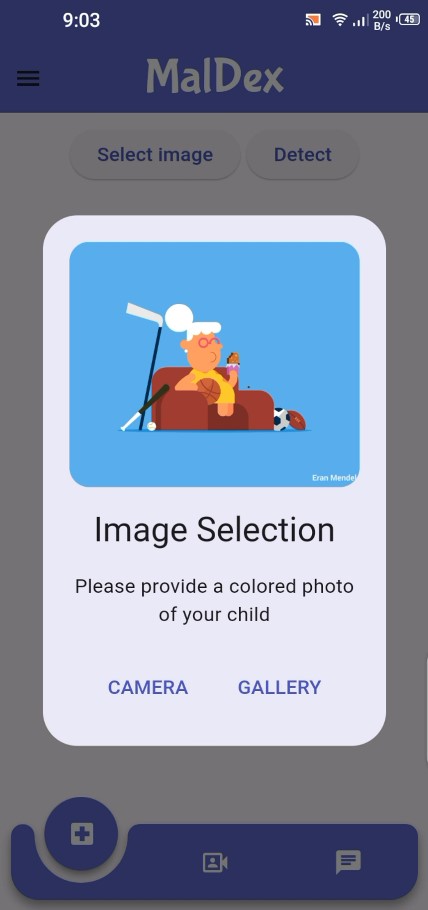 9:03
200
B/s
45
MalDex
Select image
Detect
Eran Mendel
Image Selection
Please provide a colored photo
of your child
CAMERA
GALLERY